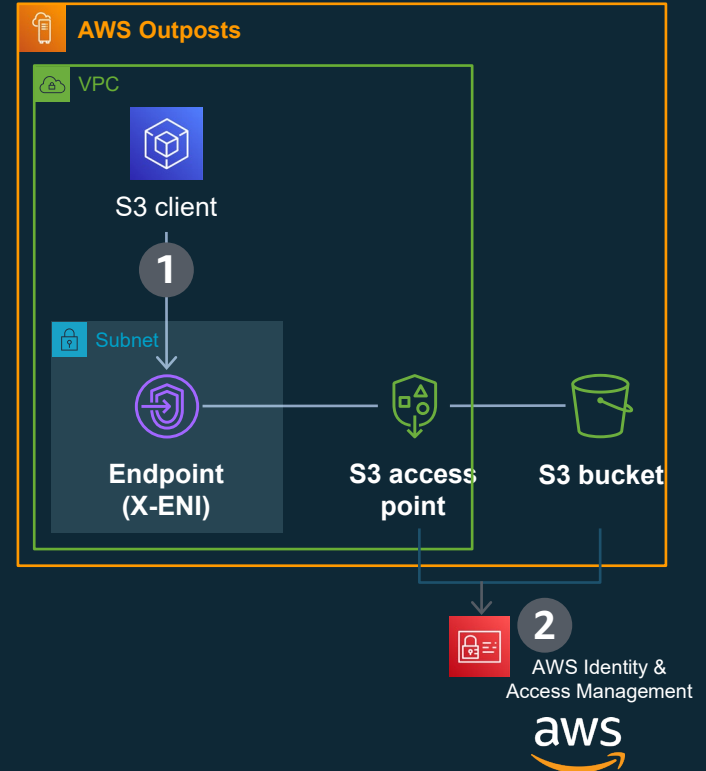 AWS Outposts
VPC
S3 client
1
Subnet
Endpoint
(X-ENI)
S3 access
point
S3 bucket
2
AWS Identity &
Access Management
aws